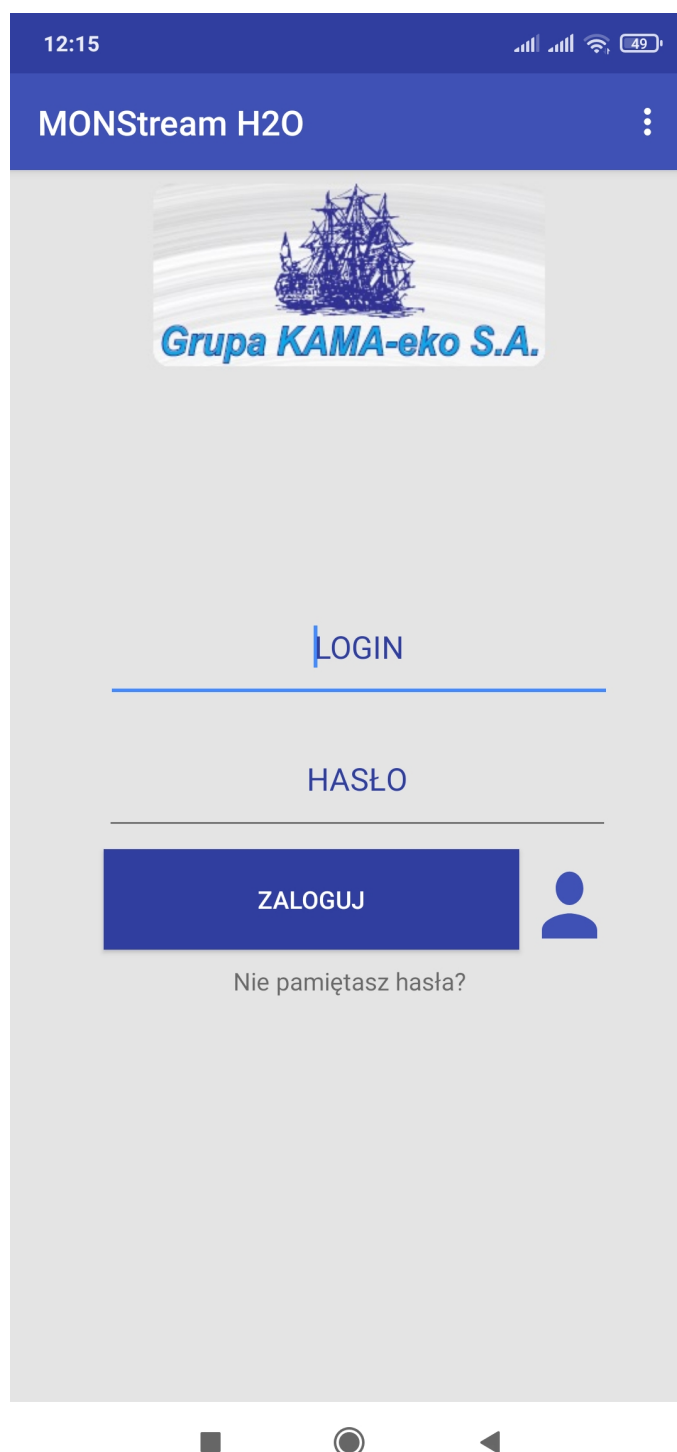 12:15
49
MONStream H2O
Grupa KAMA-eko S.A.
LOGIN
HASŁO
ZALOGUJ
Nie pamiętasz hasła?